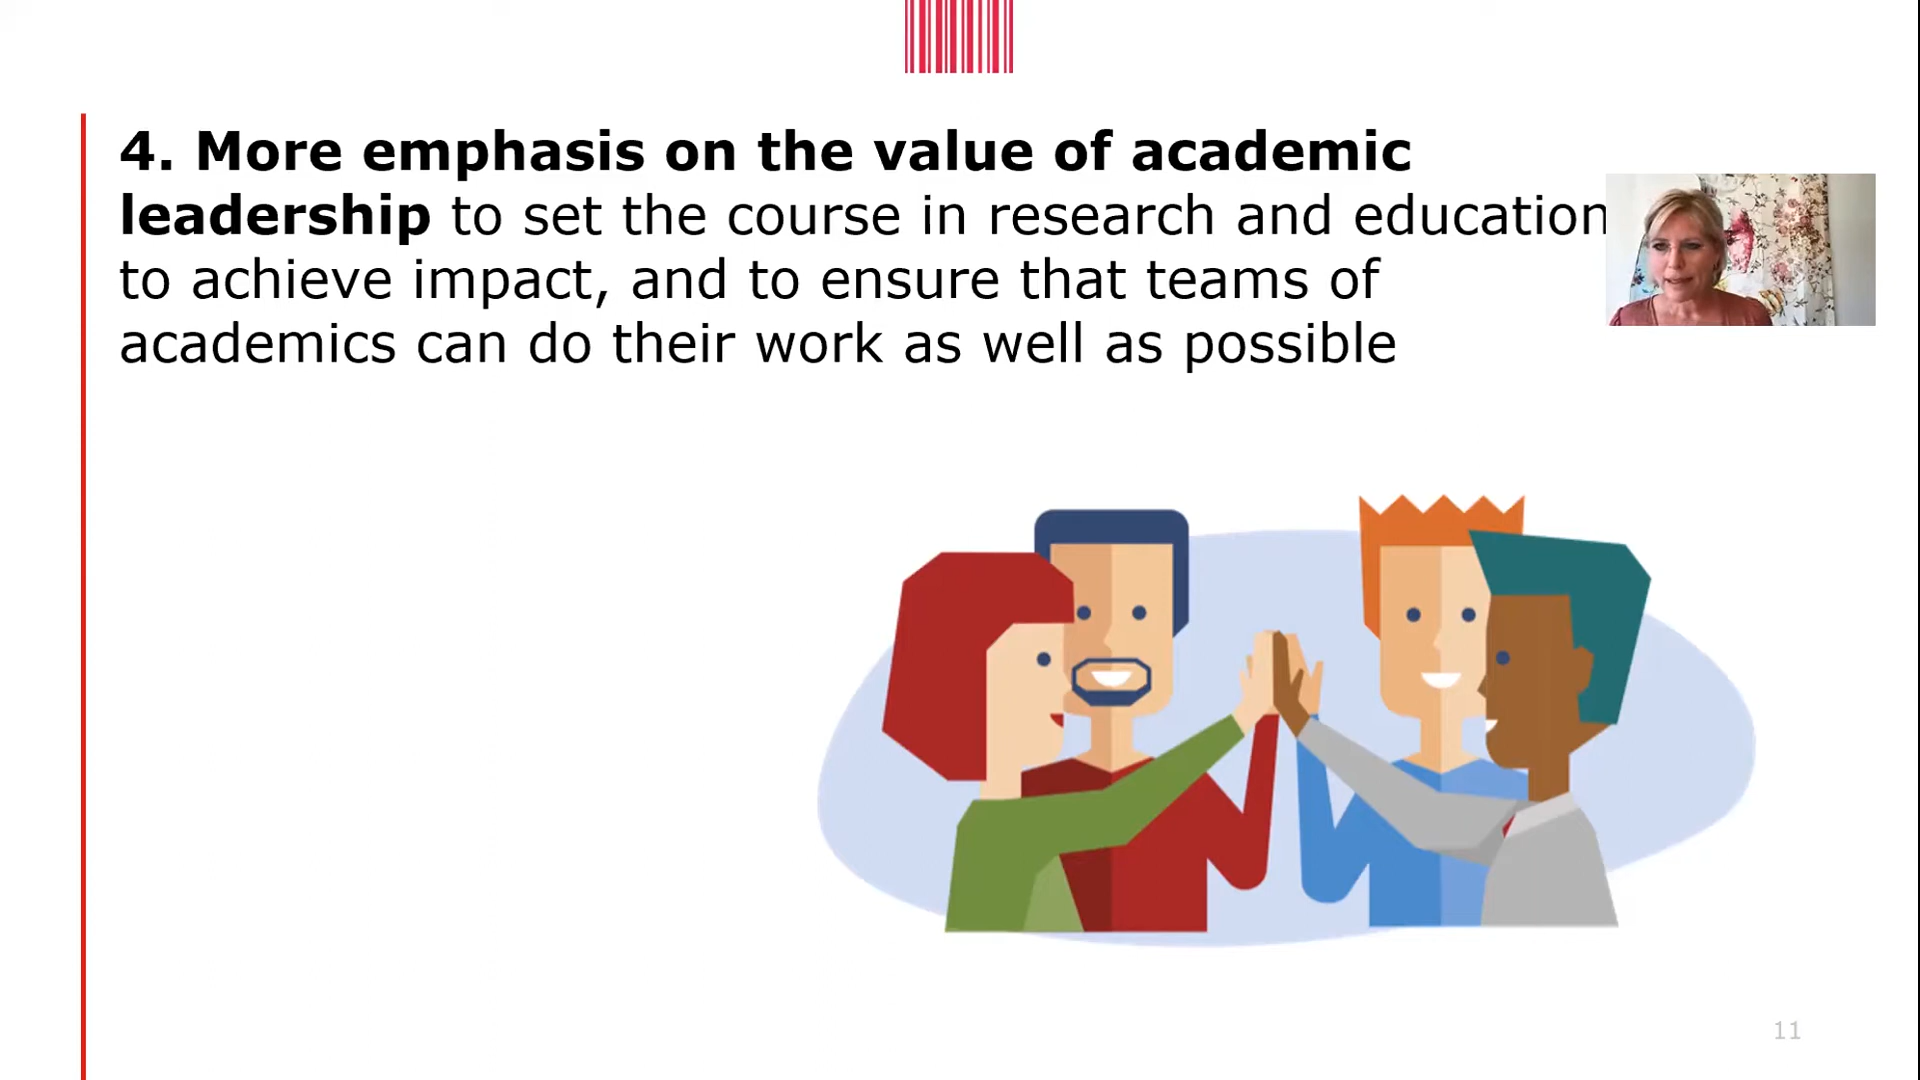 4. More emphasis on the value of academic
leadership to set the course in research and education
to achieve impact, and to ensure that teams of
academics can do their work as well as possible
11